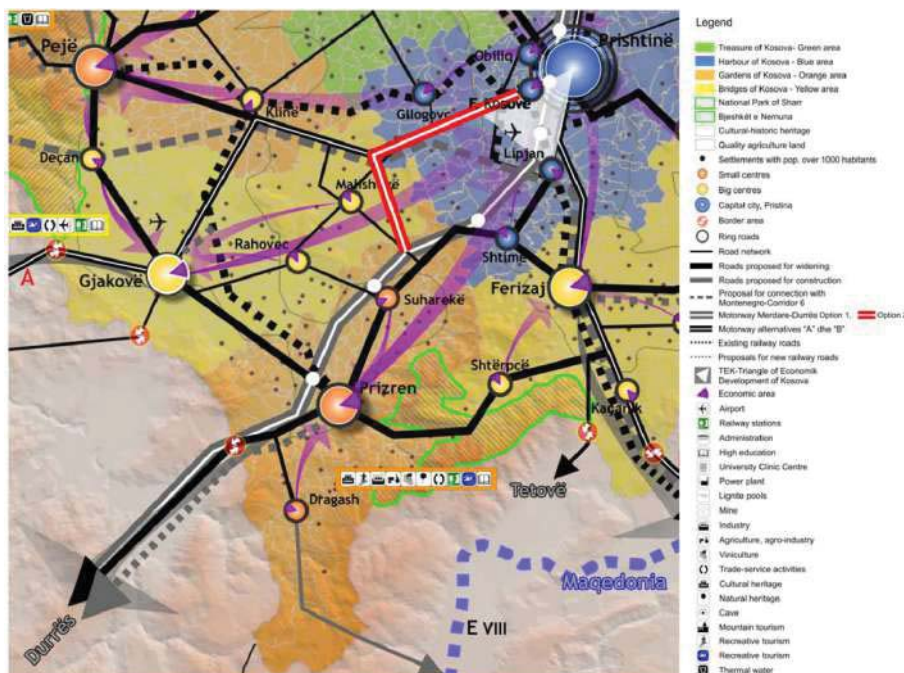 Pejë
Prishtinë
Obiliq
Klinë
Gllogovc
F. Kosovë
Deçan
Lipjan
Malishevë
Rahovec
Shtime
A
Gjakovë
Ferizaj
Suharekë
Shtërpcë
Prizren
Kaçanik
Tetovë
Dragash
Maqedonia
Durrës
E VIII
Legend
Treasure of Kosova- Green area
Harbour of Kosova - Blue area
Gardens of Kosova - Orange area
Bridges of Kosova - Yellow area
National Park of Sharr
Bjeshkët e Nemuna
Cultural-historic heritage
Quality agriculture land
Settlements with pop. over 1000 habitants
Small centres
Big centres
Capital city, Pristina
Border area
Ring roads
Road network
Roads proposed for widening
Roads proposed for construction
Proposal for connection with
Montenegro-Corridor 6
Motorway Merdare-Durrës Option 1. Option
Motorway alternatives "A" dhe "B"
Existing railway roads
Proposals for new railway roads
TEK-Triangle of Economik
Development of Kosova
Economic area
Airport
Railway stations
Administration
High education
University Clinic Centre
Power plant
Lignite pools
Mine
Industry
Agriculture, agro-industry
Viniculture
Trade-service activities
Cultural heritage
Natural heritage
Cave
Mountain tourism
Recreative tourism
Recreative tourism
Thermal water